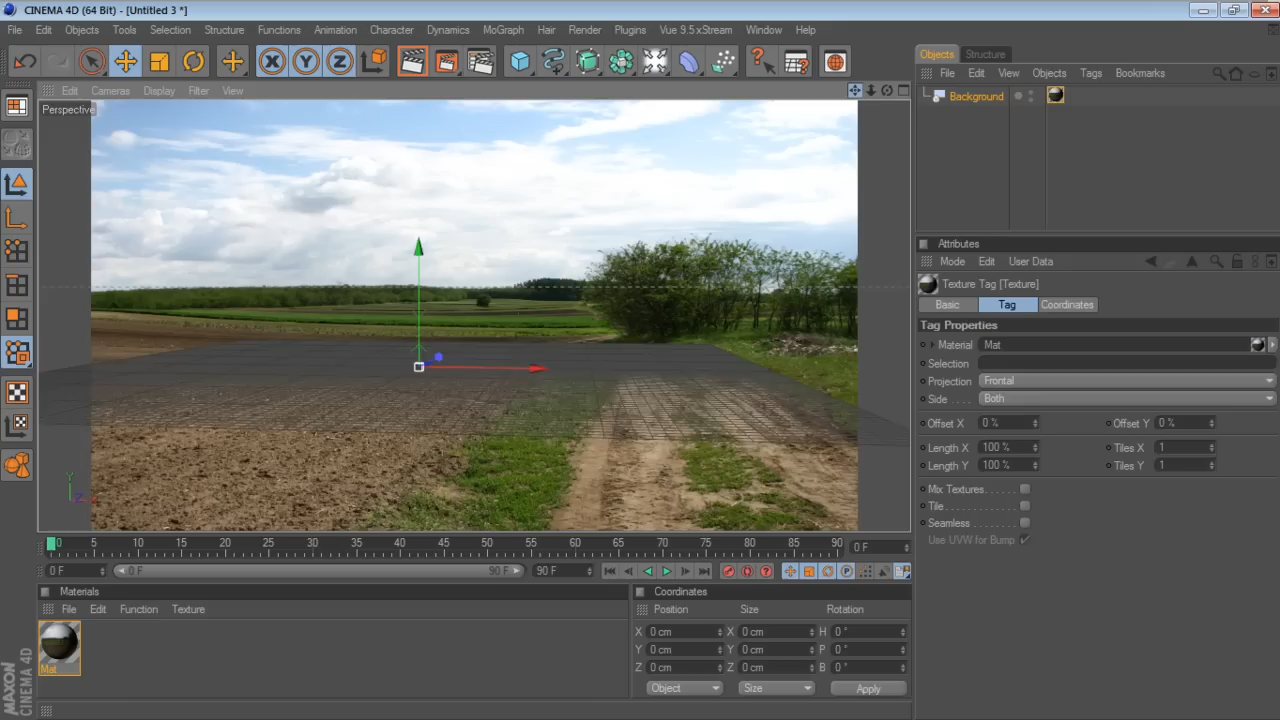 CINEMA 4D (64 Bit) - [Untitled 3 *]
File Edit Objects Tools Selection Structure Functions Animation Character Dynamics MoGraph Hair Render Plugins Vue 9.5 xStream Window Help
X Y Z
Objects Structure
File Edit View Objects Tags Bookmarks
Background
Edit Cameras Display Filter View
Perspective
Y
Z X
Attributes
Mode Edit User Data
Texture Tag [Texture]
Basic Tag Coordinates
Tag Properties
Material Mat
Selection
Projection Frontal
Side Both
Offset X 0 % Offset Y 0 %
Length X 100 % Tiles X 1
Length Y 100 % Tiles Y 1
Mix Textures
Tile
Seamless
Use UVW for Bump
0 5 10 15 20 25 30 35 40 45 50 55 60 65 70 75 80 85 90 0 F
0 F 0 F 90 F 90 F
Materials
File Edit Function Texture
Mat
Coordinates
Position Size Rotation
X 0 cm X 0 cm H 0 °
Y 0 cm Y 0 cm P 0 °
Z 0 cm Z 0 cm B 0 °
Object Size Apply
MAXON
CINEMA 4D